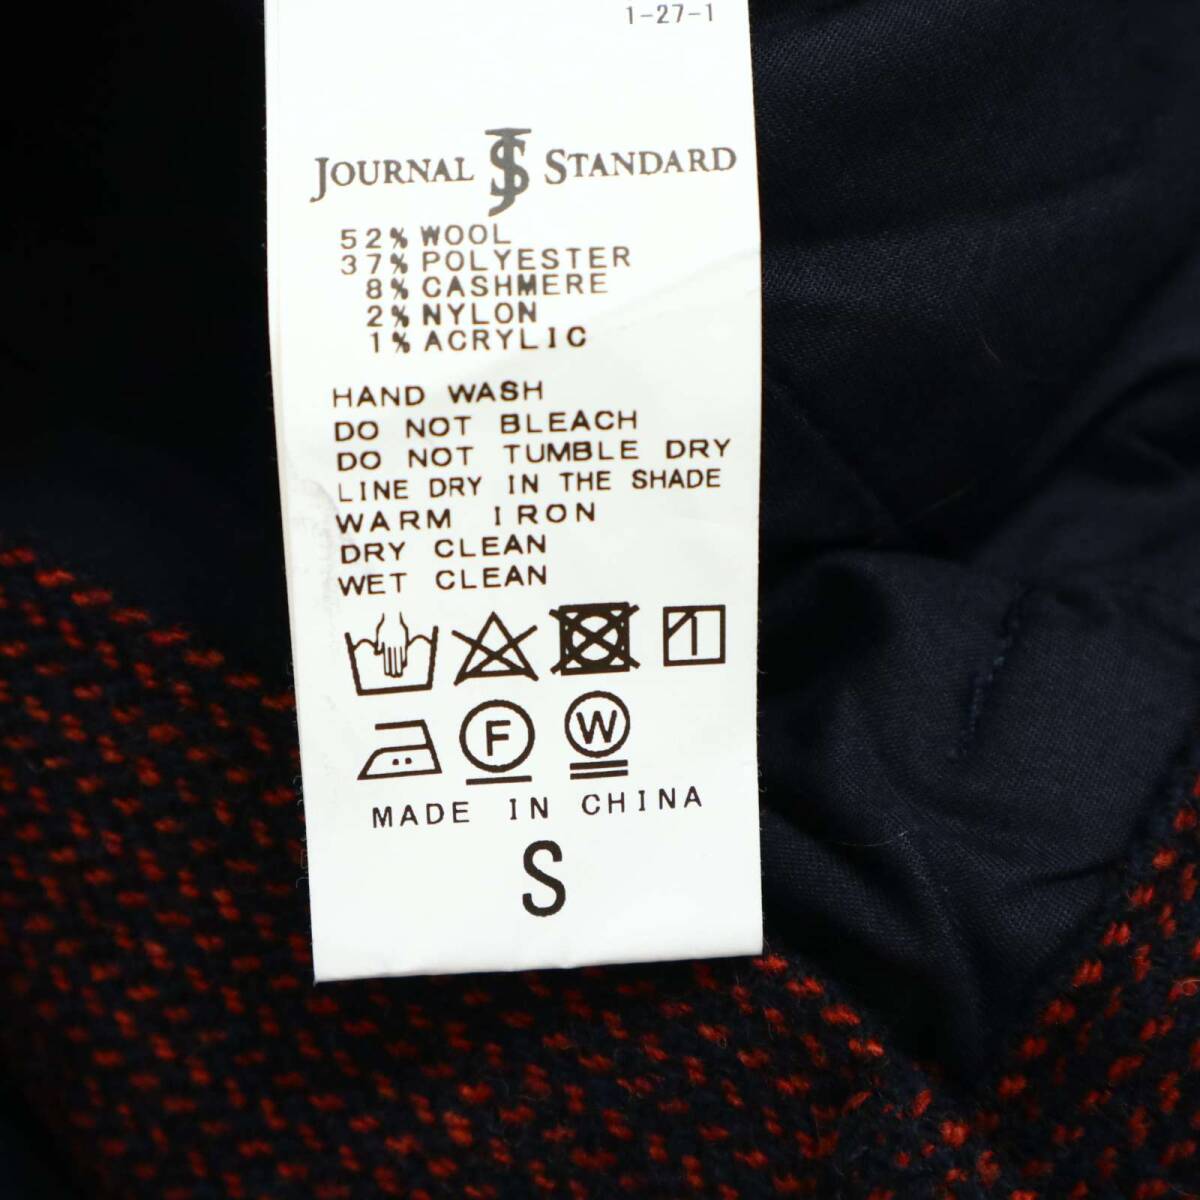 1-27-1
JOURNAL JS STANDARD
52% WOOL
37% POLYESTER
8% CASHMERE
2% NYLON
1% ACRYLIC
HAND WASH
DO NOT BLEACH
DO NOT TUMBLE DRY
LINE DRY IN THE SHADE
WARM IRON
DRY CLEAN
WET CLEAN
F W
MADE IN CHINA
S